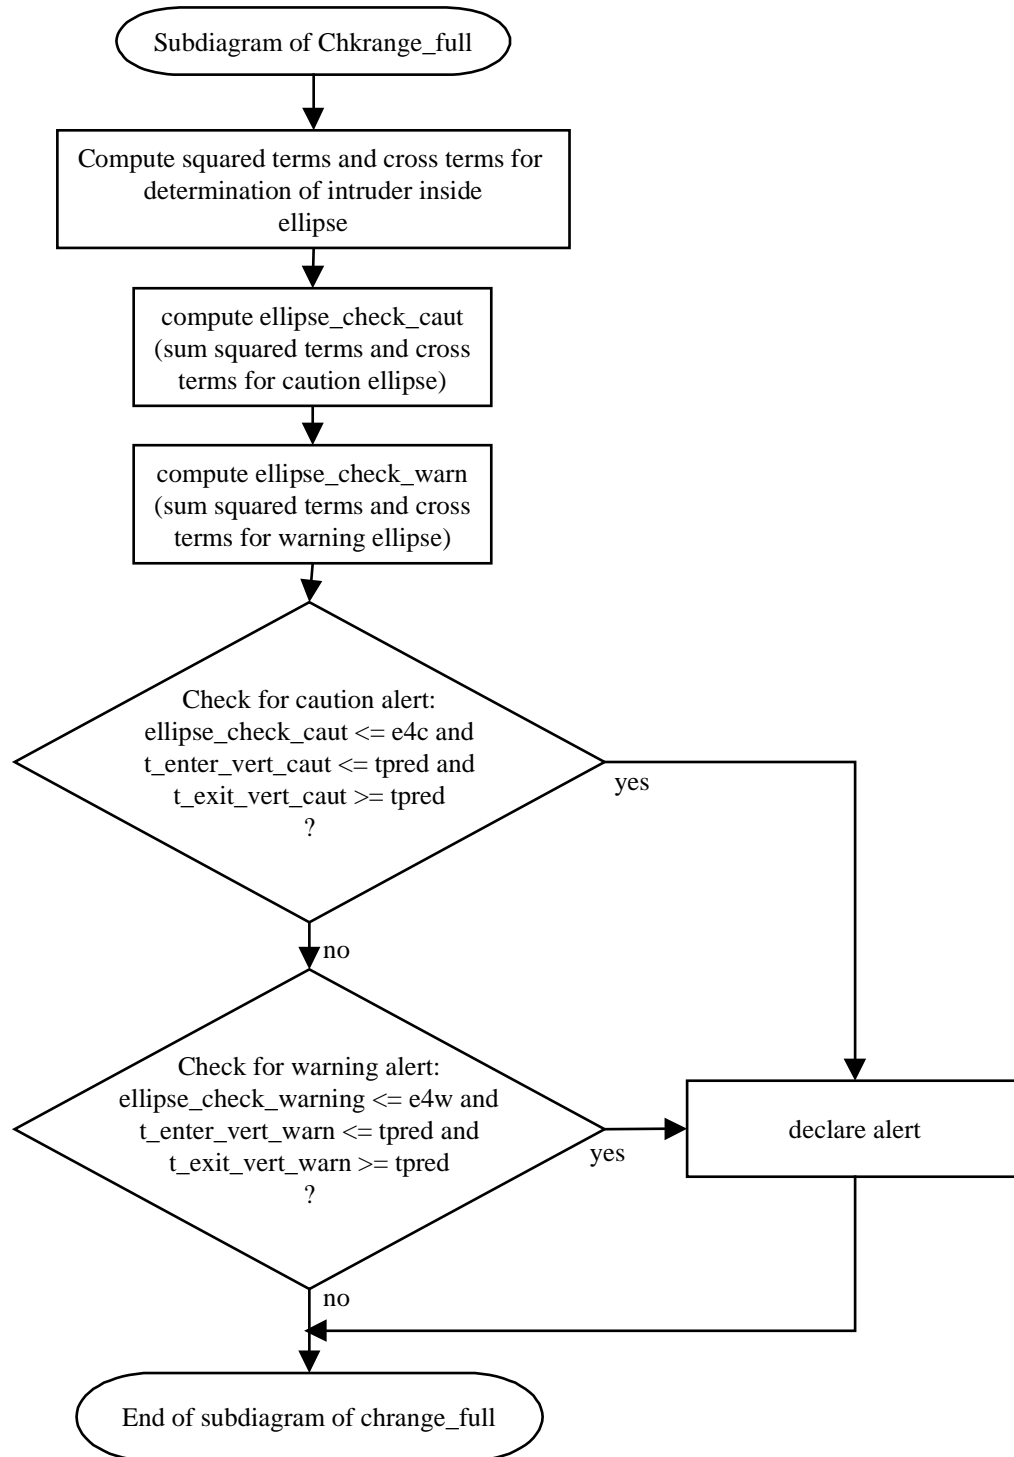 Subdiagram of Chkrange_full
Compute squared terms and cross terms for
determination of intruder inside
ellipse
compute ellipse_check_caut
(sum squared terms and cross
terms for caution ellipse)
compute ellipse_check_warn
(sum squared terms and cross
terms for warning ellipse)
Check for caution alert:
ellipse_check_caut <= e4c and
t_enter_vert_caut <= tpred and
t_exit_vert_caut >= tpred
?
yes
no
Check for warning alert:
ellipse_check_warning <= e4w and
t_enter_vert_warn <= tpred and
t_exit_vert_warn >= tpred
?
yes
declare alert
no
End of subdiagram of chrange_full